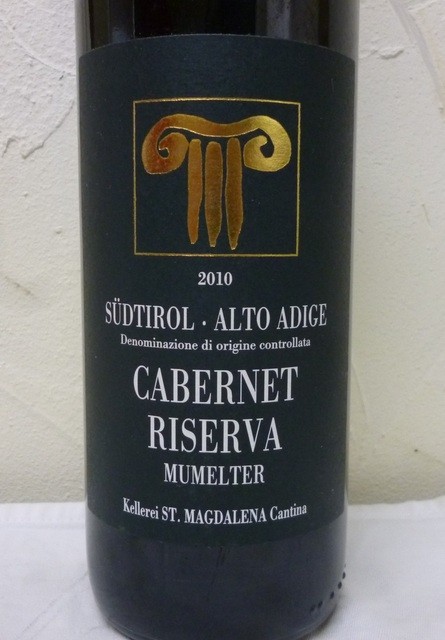 2010
SÜDTIROL · ALTO ADIGE
Denominazione di origine controllata
CABERNET
RISERVA
MUMELTER
Kellerei ST. MAGDALENA Cantina